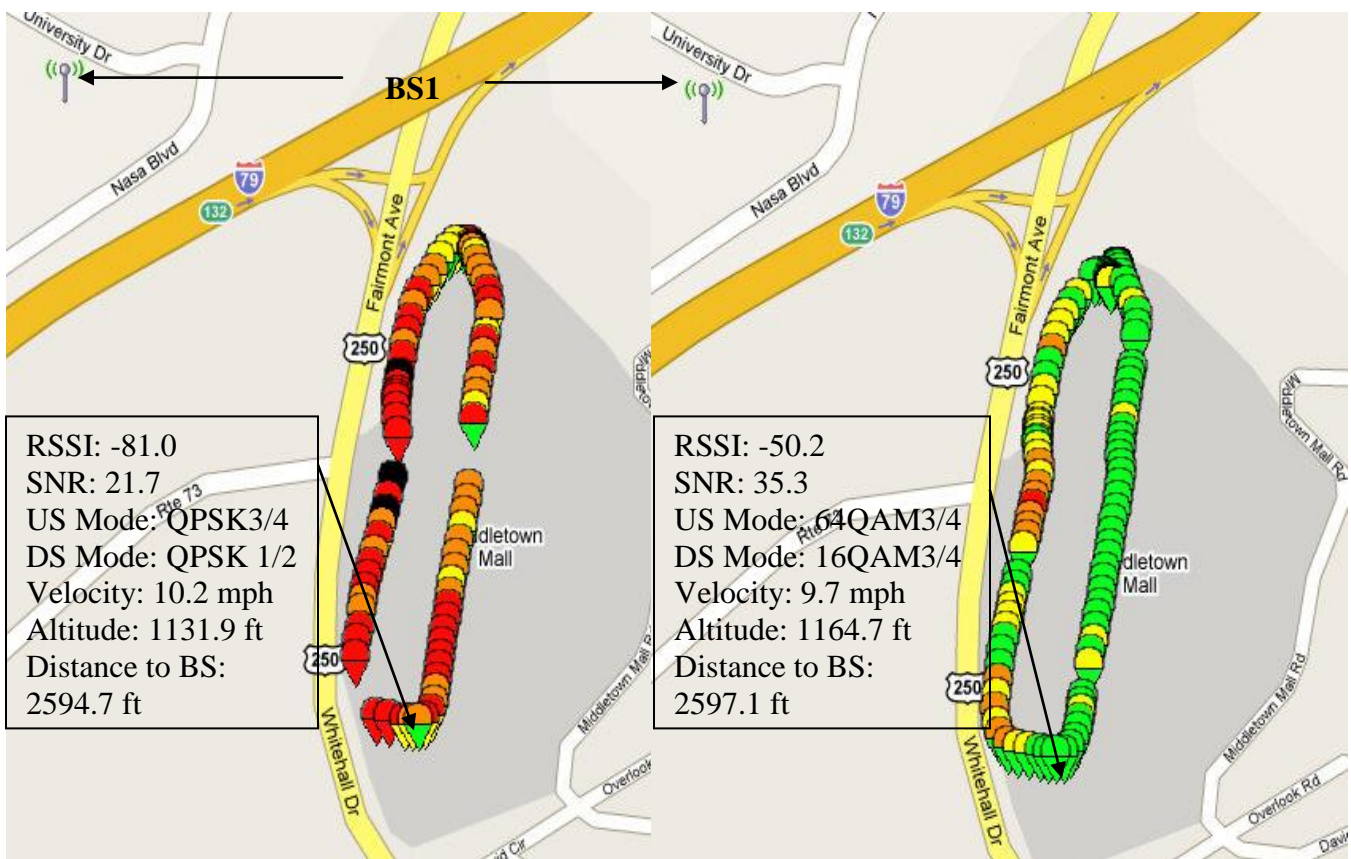 University Dr
BS1
University Dr
Nasa Blvd
79
132
Fairmont Ave
250
Nasa Blvd
79
132
Fairmont Ave
250
Middletown Mall Rd
RSSI: -81.0
SNR: 21.7
US Mode: QPSK3/4
DS Mode: QPSK 1/2
Velocity: 10.2 mph
Altitude: 1131.9 ft
Distance to BS:
2594.7 ft
Rte 73
dletown
Mall
250
Whitehall Dr
Middletown Mall R
Overloo
RSSI: -50.2
SNR: 35.3
US Mode: 64QAM3/4
DS Mode: 16QAM3/4
Velocity: 9.7 mph
Altitude: 1164.7 ft
Distance to BS:
2597.1 ft
dletown
Mall
250
Whitehall Dr
Middletown Mall Rd
Overlook Rd
Davi
Cir